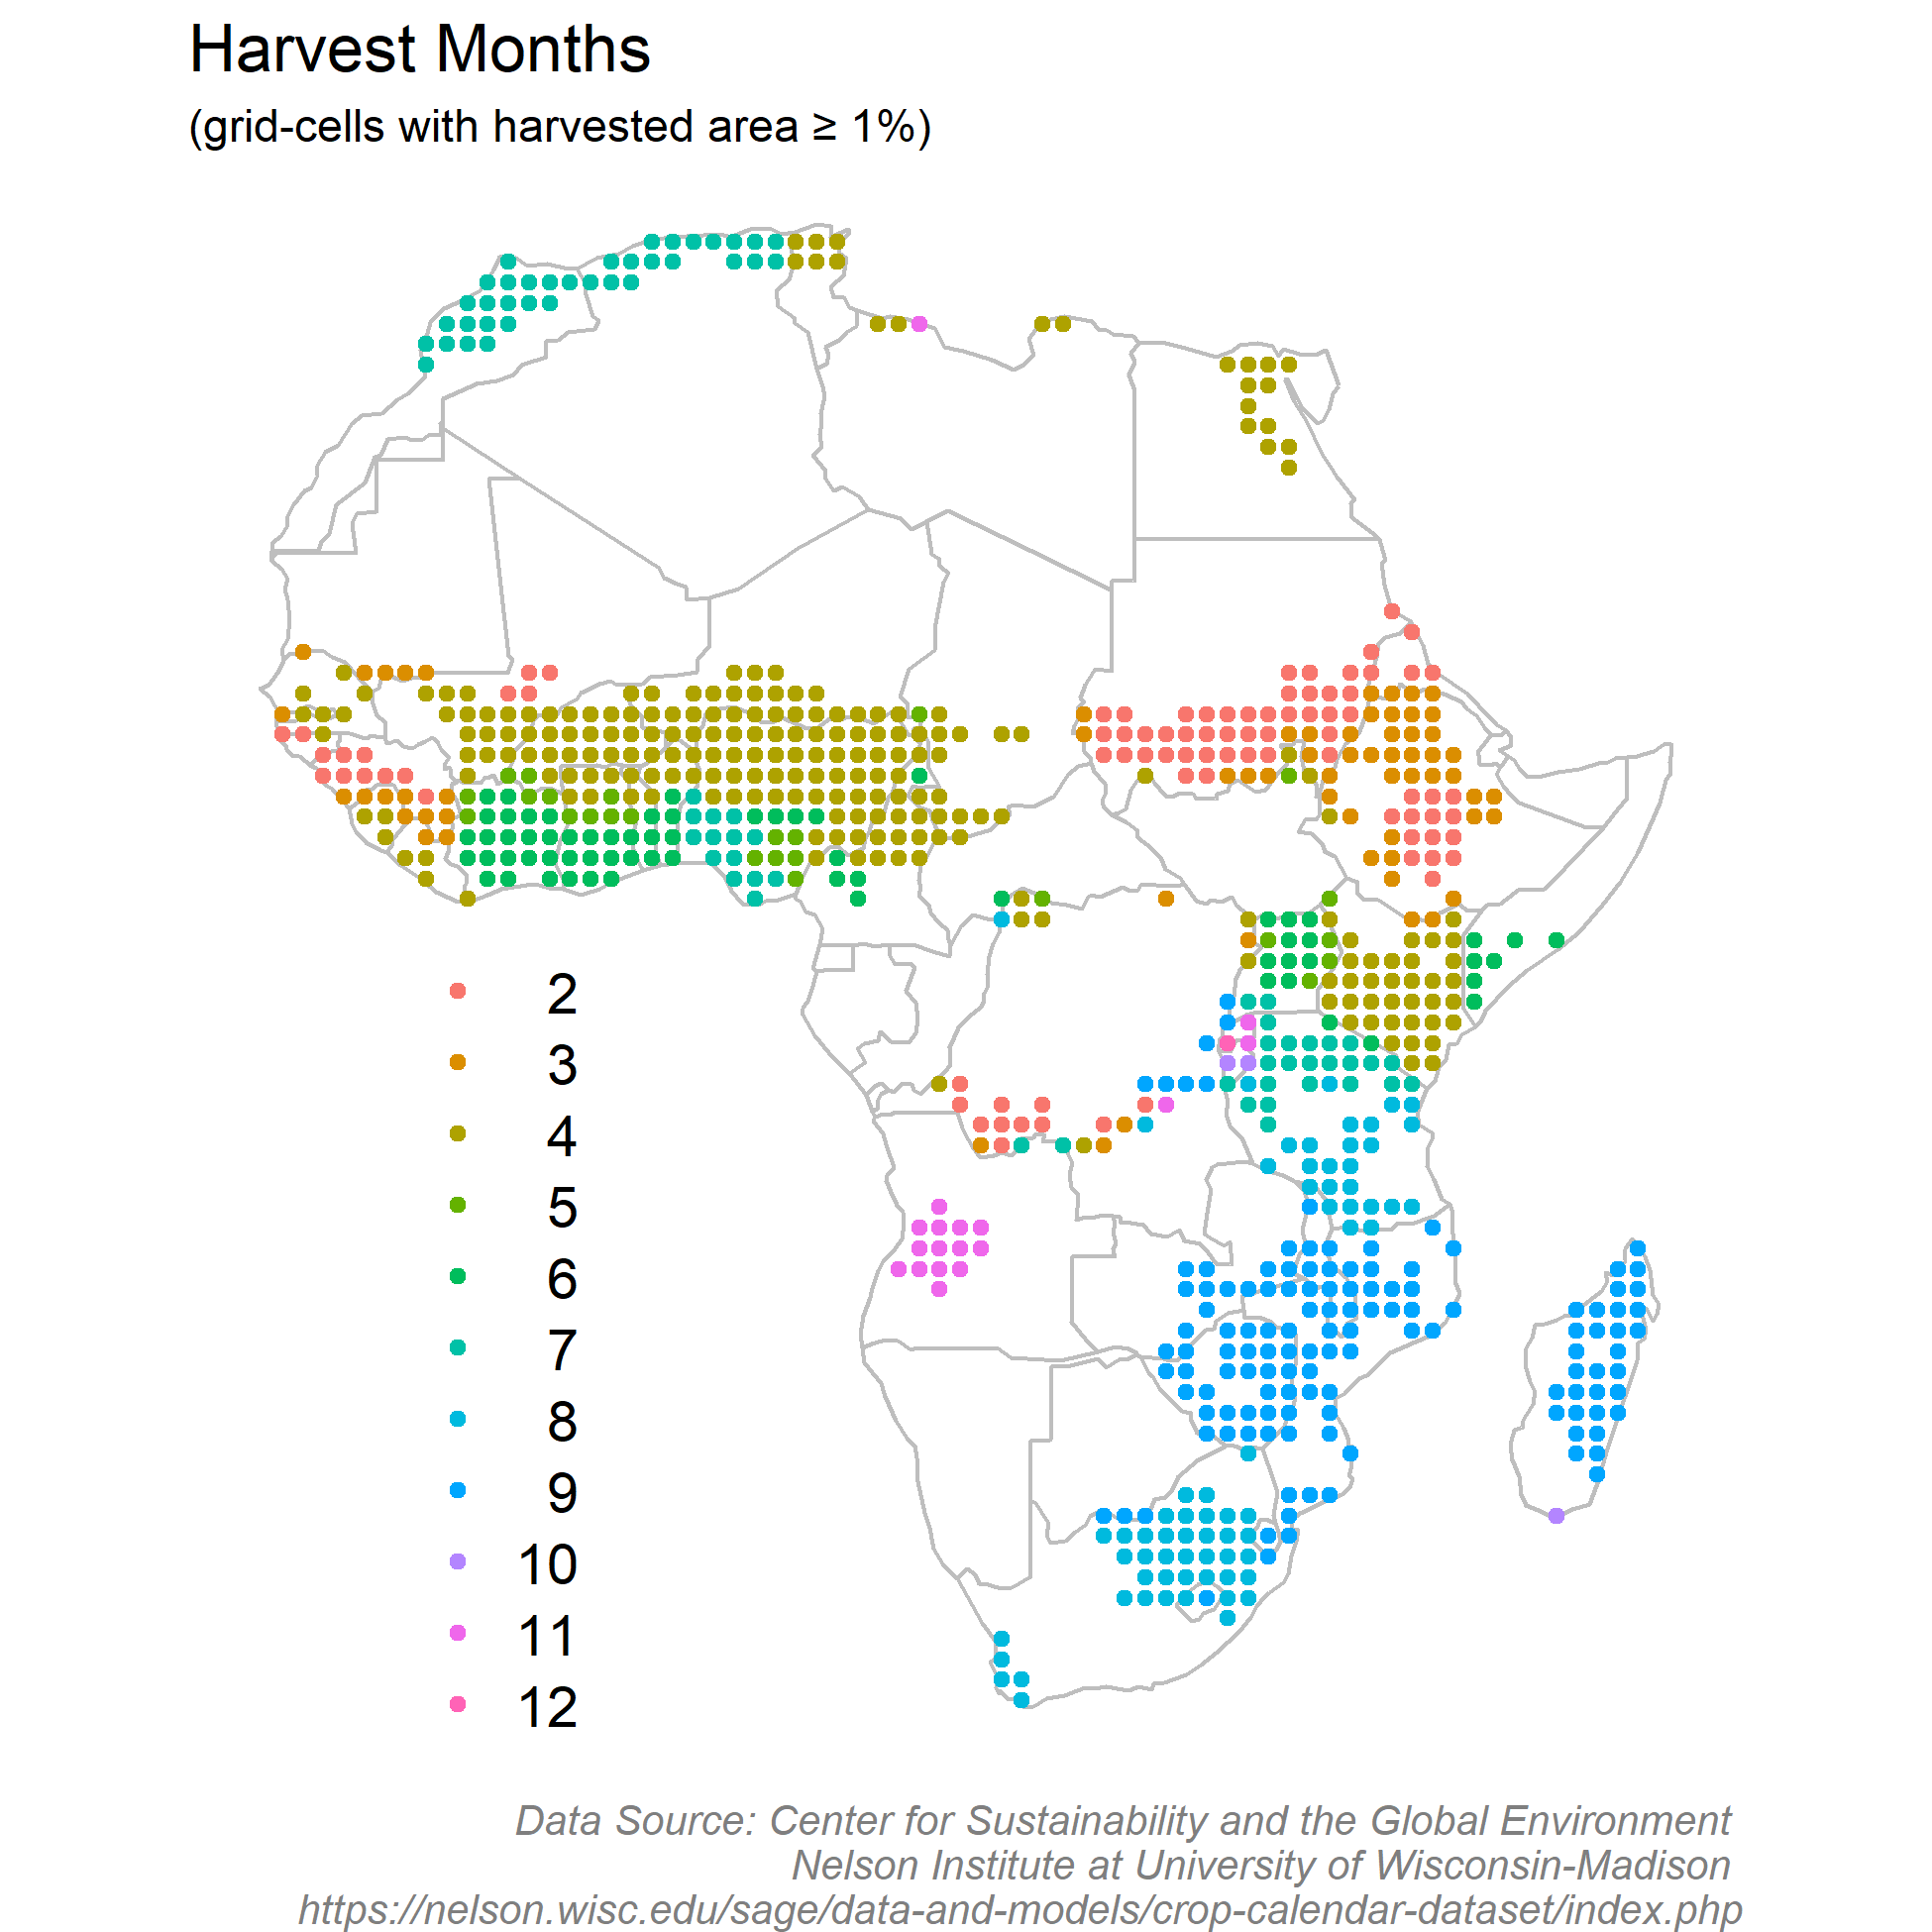 Harvest Months
(grid-cells with harvested area ≥ 1%)
2
3
4
5
6
7
8
9
10
11
12
Data Source: Center for Sustainability and the Global Environment
Nelson Institute at University of Wisconsin-Madison
https://nelson.wisc.edu/sage/data-and-models/crop-calendar-dataset/index.php